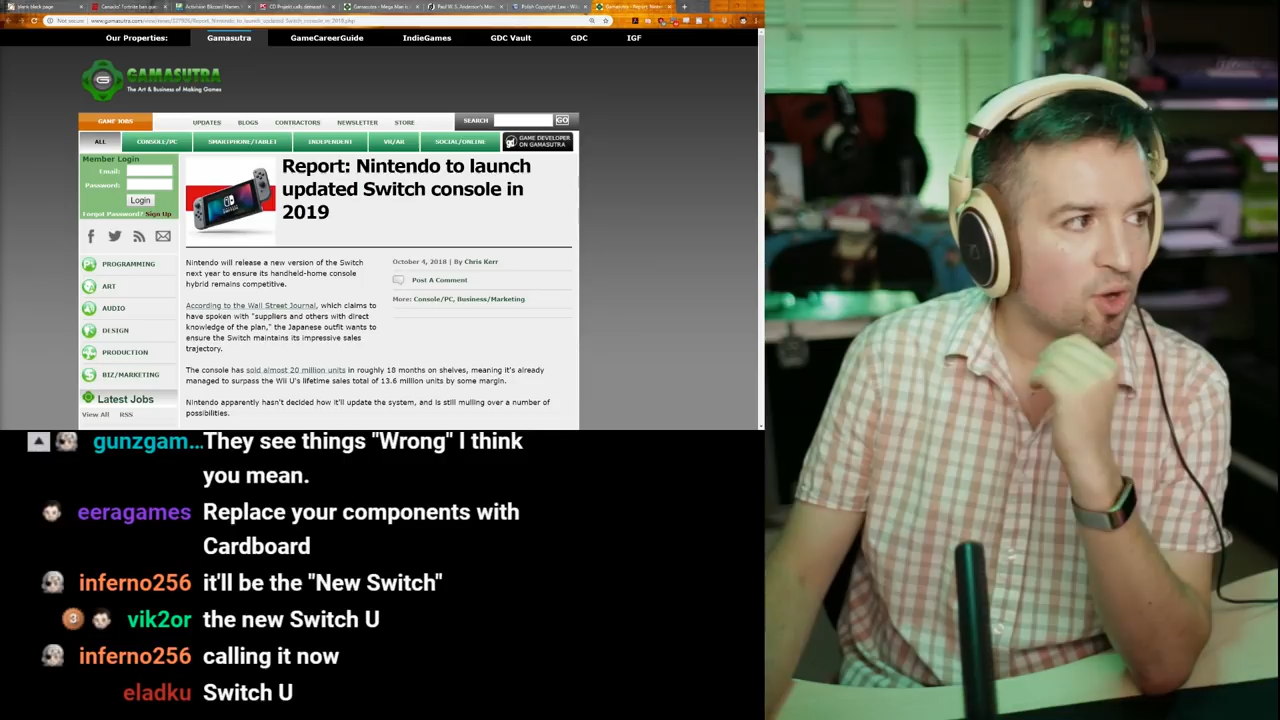 blank black page
Our Properties: Gamasutra GameCareerGuide IndieGames GDC Vault GDC IGF
GAMASUTRA
The Art & Business of Making Games
GAME JOBS UPDATES BLOGS CONTRACTORS NEWSLETTER STORE SEARCH GO
ALL CONSOLE/PC SMARTPHONE/TABLET INDEPENDENT VR/AR SOCIAL/ONLINE GAME DEVELOPER ON GAMASUTRA
Member Login
Email:
Password:
Login
Forgot Password? Sign Up
PROGRAMMING
ART
AUDIO
DESIGN
PRODUCTION
BIZ/MARKETING
Latest Jobs
View All RSS
Report: Nintendo to launch
updated Switch console in
2019
Nintendo will release a new version of the Switch
next year to ensure its handheld-home console
hybrid remains competitive.
October 4, 2018 | By Chris Kerr
Post A Comment
More: Console/PC, Business/Marketing
According to the Wall Street Journal, which claims to
have spoken with "suppliers and others with direct
knowledge of the plan," the Japanese outfit wants to
ensure the Switch maintains its impressive sales
trajectory.
The console has sold almost 20 million units in roughly 18 months on shelves, meaning it's already
managed to surpass the Wii U's lifetime sales total of 13.6 million units by some margin.
Nintendo apparently hasn't decided how it'll update the system, and is still mulling over a number of
possibilities.
gunzgam... They see things "Wrong" I think
you mean.
eeragames Replace your components with
Cardboard
inferno256 it'll be the "New Switch"
3 vik2or the new Switch U
inferno256 calling it now
eladku Switch U